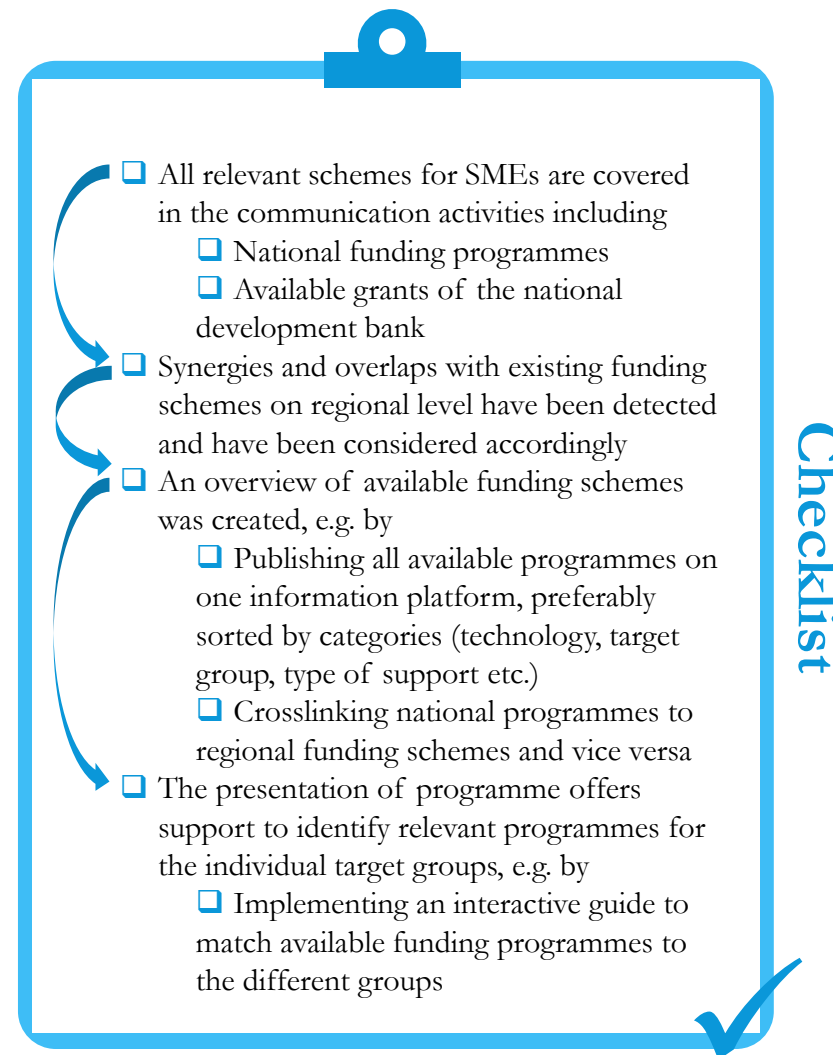 All relevant schemes for SMEs are covered
in the communication activities including
National funding programmes
Available grants of the national
development bank
Synergies and overlaps with existing funding
schemes on regional level have been detected
and have been considered accordingly
An overview of available funding schemes
was created, e.g. by
Publishing all available programmes on
one information platform, preferably
sorted by categories (technology, target
group, type of support etc.)
Crosslinking national programmes to
regional funding schemes and vice versa
The presentation of programme offers
support to identify relevant programmes for
the individual target groups, e.g. by
Implementing an interactive guide to
match available funding programmes to
the different groups
Checklist